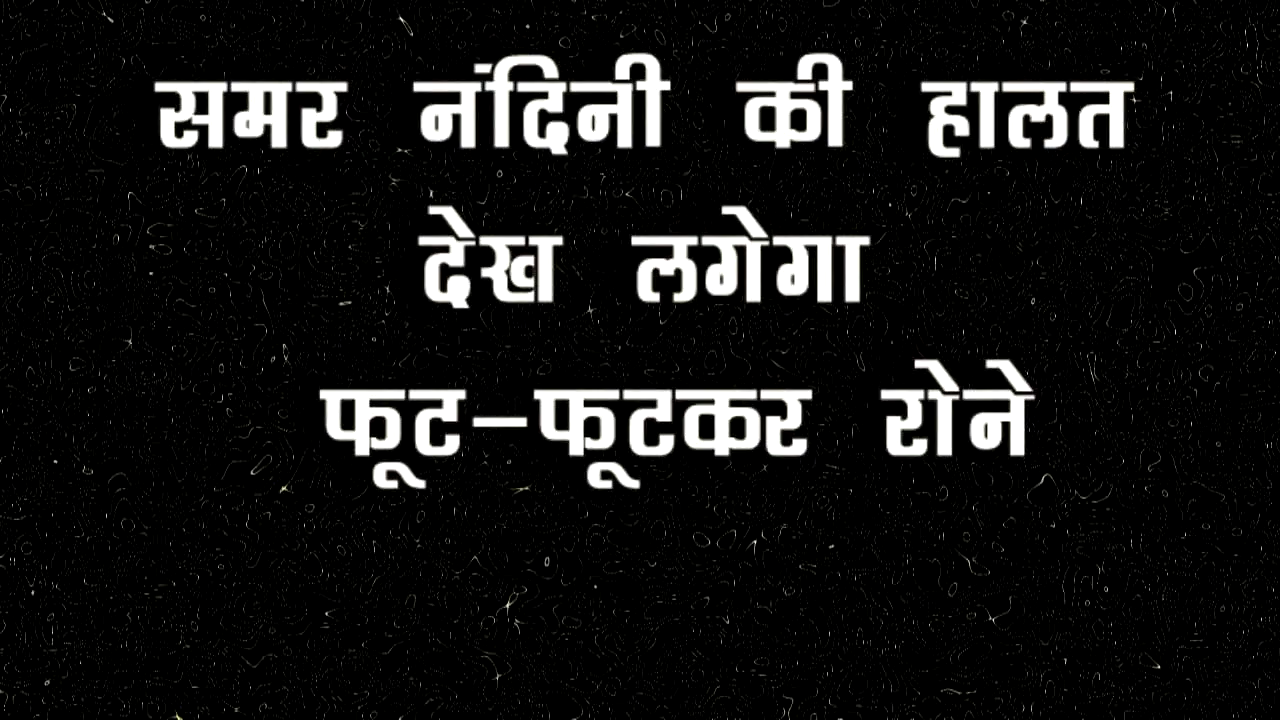 समर नंदिनी की हालत
देख लगेगा
फूट-फूटकर रोने